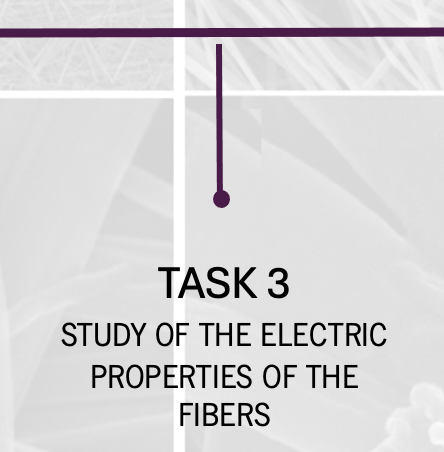 TASK 3
STUDY OF THE ELECTRIC
PROPERTIES OF THE
FIBERS